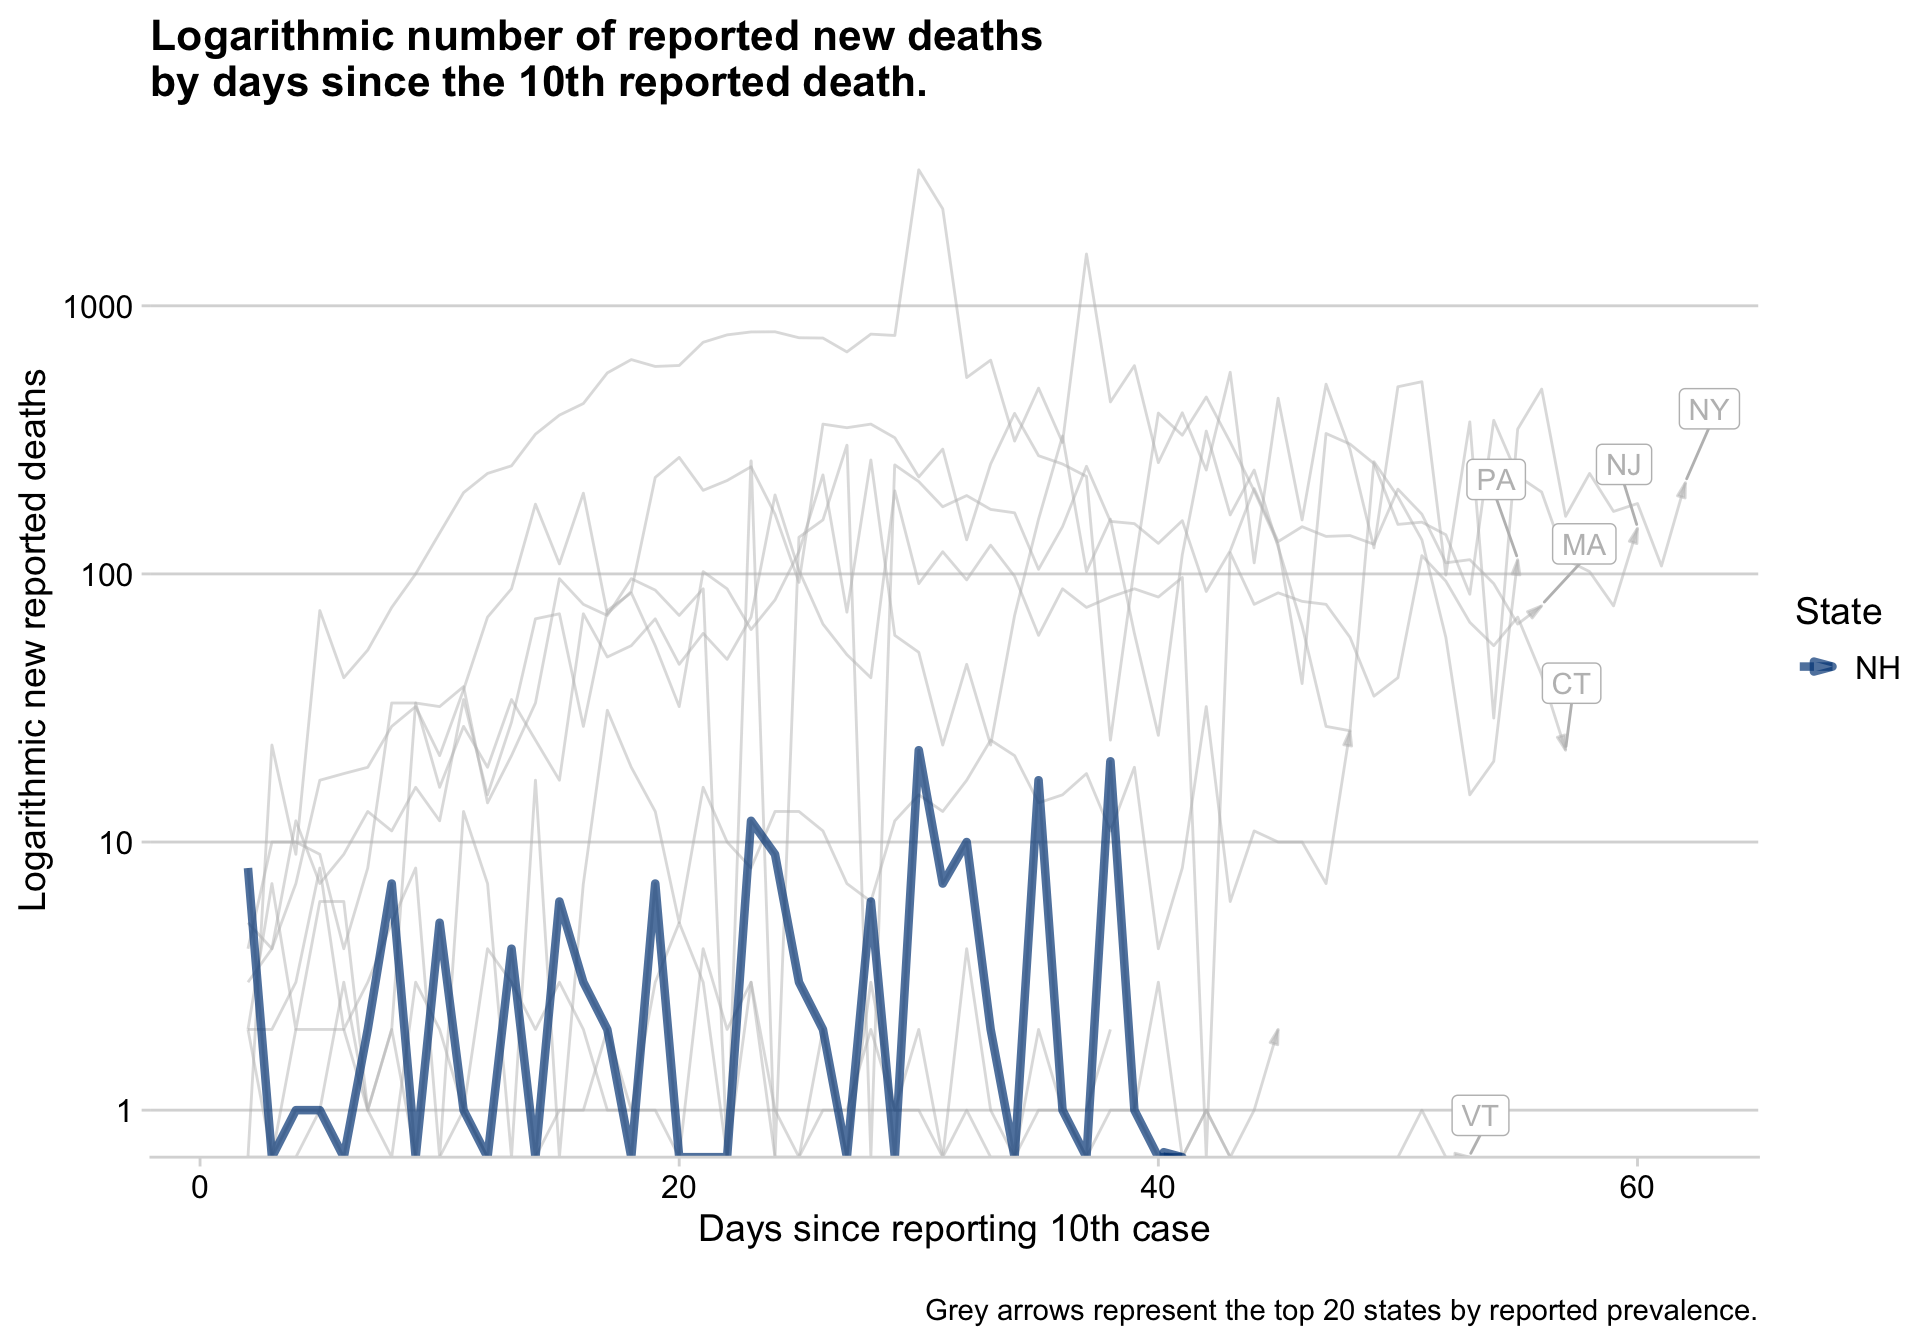 Logarithmic number of reported new deaths
by days since the 10th reported death.
Logarithmic new reported deaths
1000
100
10
1
NY
NJ
PA
MA
CT
VT
State
NH
0
20
40
60
Days since reporting 10th case
Grey arrows represent the top 20 states by reported prevalence.